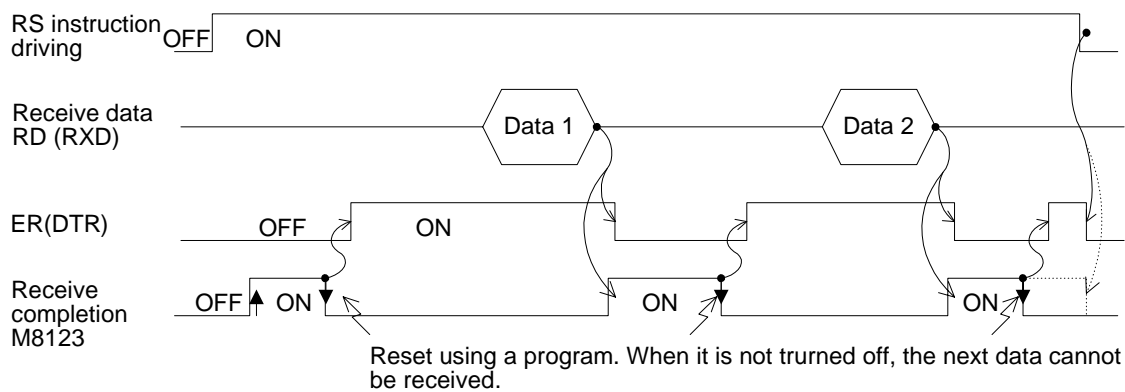 RS instruction
driving
OFF
ON
Receive data
RD (RXD)
Data 1
Data 2
ER(DTR)
OFF
ON
Receive
completion
M8123
OFF
ON
ON
ON
Reset using a program. When it is not trurned off, the next data cannot
be received.